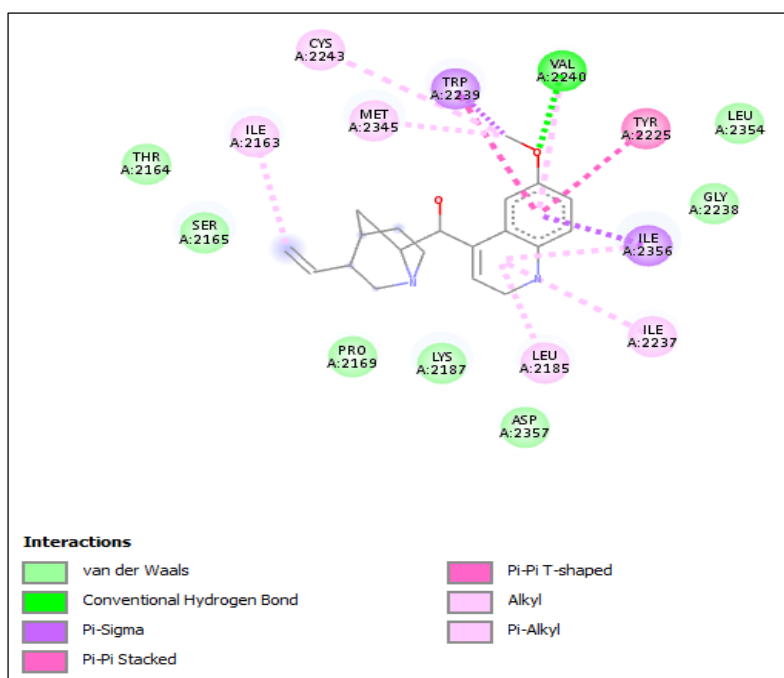 CYS
A:2243
TRP
A:2239
VAL
A:2240
MET
A:2345
TYR
A:2225
LEU
A:2354
ILE
A:2163
THR
A:2164
SER
A:2165
GLY
A:2238
ILE
A:2356
O
O
N
N
ILE
A:2237
PRO
A:2169
LYS
A:2187
LEU
A:2185
ASP
A:2357
Interactions
van der Waals
Conventional Hydrogen Bond
Pi-Sigma
Pi-Pi Stacked
Pi-Pi T-shaped
Alkyl
Pi-Alkyl